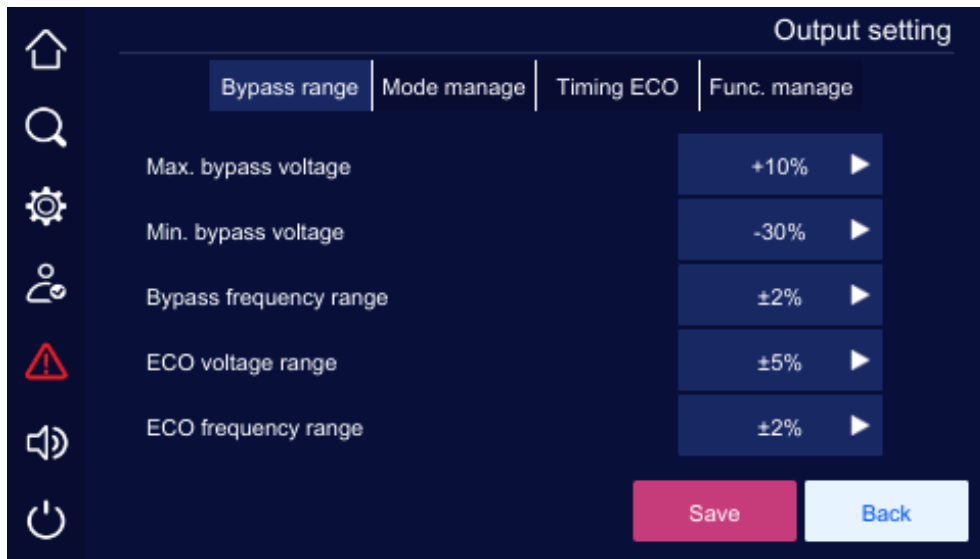 Output setting
Bypass range Mode manage Timing ECO Func. manage
Max. bypass voltage +10%
Min. bypass voltage -30%
Bypass frequency range ±2%
ECO voltage range ±5%
ECO frequency range ±2%
Save Back